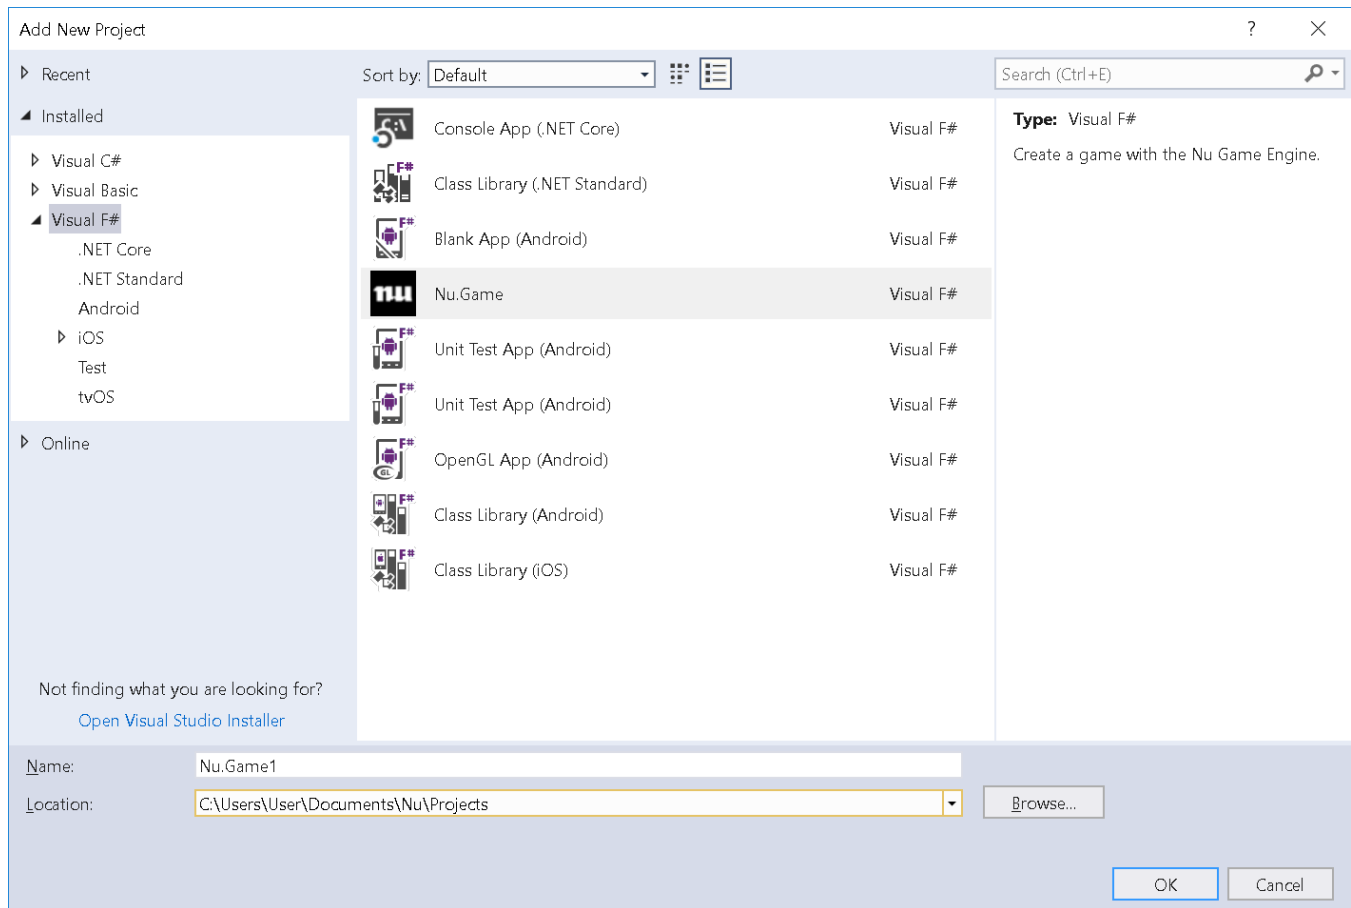 Add New Project
?
Recent
Sort by: Default
Search (Ctrl+E)
Installed
Visual C#
Visual Basic
Visual F#
.NET Core
.NET Standard
Android
iOS
Test
tvOS
Online
Not finding what you are looking for?
Open Visual Studio Installer
C:\ Console App (.NET Core) Visual F#
F# Class Library (.NET Standard) Visual F#
F# Blank App (Android) Visual F#
nu Nu.Game Visual F#
F# Unit Test App (Android) Visual F#
F# Unit Test App (Android) Visual F#
F# GL OpenGL App (Android) Visual F#
F# Class Library (Android) Visual F#
F# Class Library (iOS) Visual F#
Type: Visual F#
Create a game with the Nu Game Engine.
Name: Nu.Game1
Location: C:\Users\User\Documents\Nu\Projects Browse...
OK Cancel